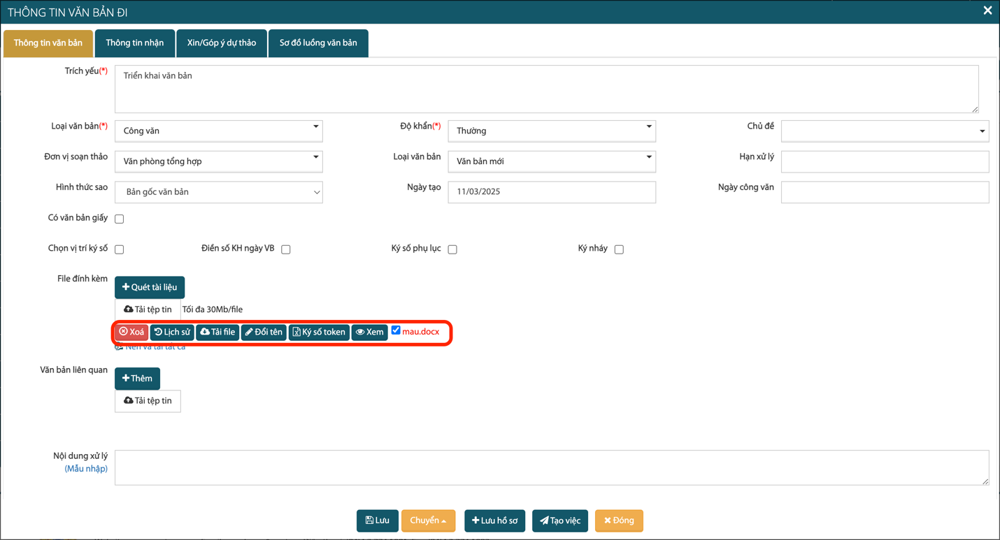 THÔNG TIN VĂN BẢN ĐI
Thông tin văn bản Thông tin nhận Xin/Góp ý dự thảo Sơ đồ luồng văn bản
Trích yếu(*) Triển khai văn bản
Loại văn bản(*) Công văn Độ khẩn(*) Thường Chủ đề
Đơn vị soạn thảo Văn phòng tổng hợp Loại văn bản Văn bản mới Hạn xử lý
Hình thức sao Bản gốc văn bản Ngày tạo 11/03/2025 Ngày công văn
Có văn bản giấy
Chọn vị trí ký số Điền số KH ngày VB Ký số phụ lục Ký nháy
File đính kèm Quét tài liệu
Tải tệp tin Tối đa 30Mb/file
Xoá Lịch sử Tải file Đổi tên Ký số token Xem mau.docx
Nén và tải tất cả
Văn bản liên quan Thêm
Tải tệp tin
Nội dung xử lý
(Mẫu nhập)
Lưu Chuyển Lưu hồ sơ Tạo việc Đóng